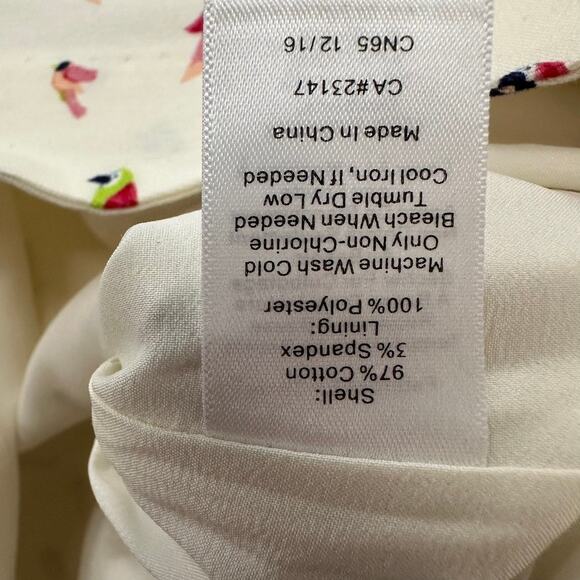 Shell:
97% Cotton
3% Spandex
Lining:
100% Polyester
Machine Wash Cold
Only Non-Chlorine
Bleach When Needed
Tumble Dry Low
Cool Iron, If Needed
Made In China
CA#23147
CN65 12/16